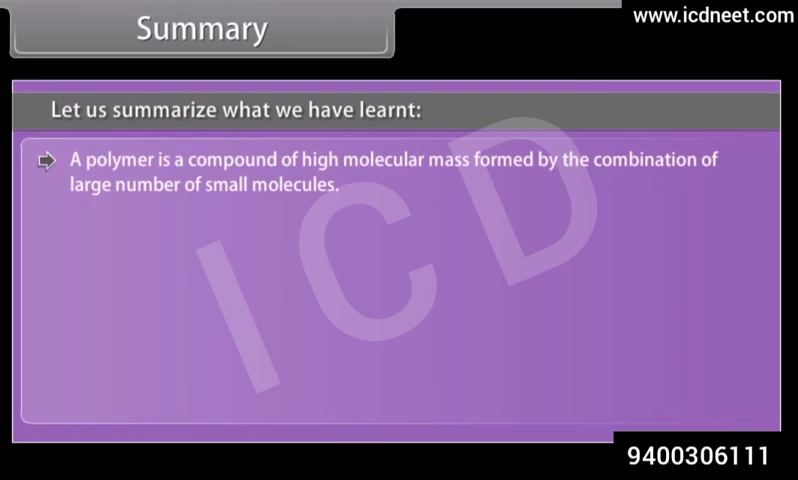 www.icdneet.com
Summary
Let us summarize what we have learnt:
A polymer is a compound of high molecular mass formed by the combination of
large number of small molecules.
ICD
9400306111